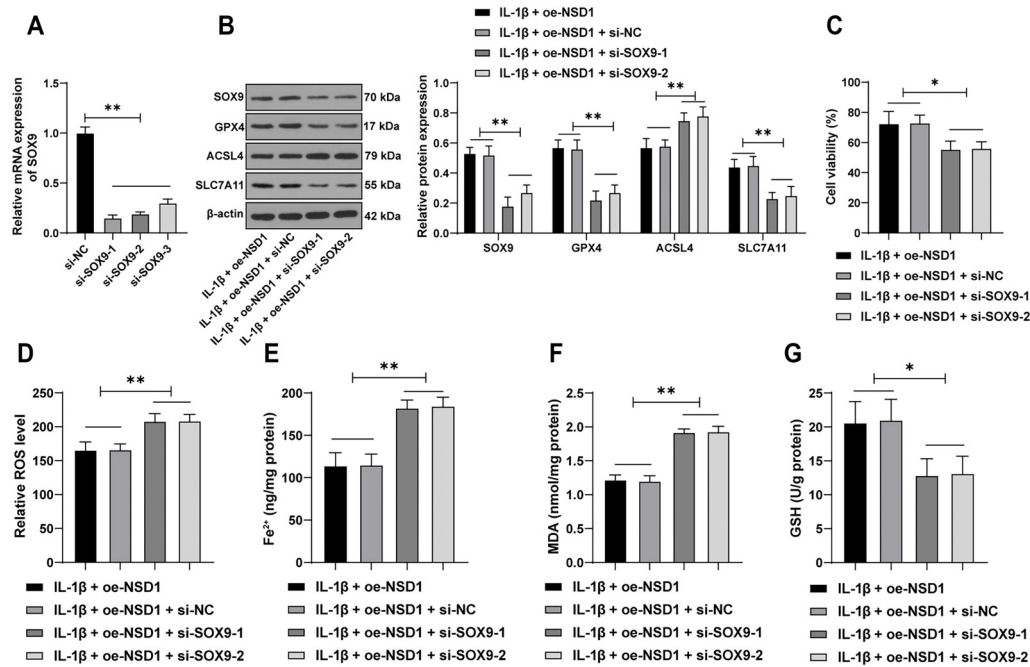 A
Relative mRNA expression
of SOX9
1.5
1.0
0.5
0.0
**
si-NC
si-SOX9-1
si-SOX9-2
si-SOX9-3
B
SOX9
70 kDa
GPX4
17 kDa
ACSL4
79 kDa
SLC7A11
55 kDa
β-actin
42 kDa
IL-1β + oe-NSD1
IL-1β + oe-NSD1 + si-NC
IL-1β + oe-NSD1 + si-SOX9-1
IL-1β + oe-NSD1 + si-SOX9-2
IL-1β + oe-NSD1
IL-1β + oe-NSD1 + si-NC
IL-1β + oe-NSD1 + si-SOX9-1
IL-1β + oe-NSD1 + si-SOX9-2
Relative protein expression
1.0
0.8
0.6
0.4
0.2
0.0
**
**
**
**
SOX9
GPX4
ACSL4
SLC7A11
C
Cell viability (%)
100
80
60
40
20
0
*
IL-1β + oe-NSD1
IL-1β + oe-NSD1 + si-NC
IL-1β + oe-NSD1 + si-SOX9-1
IL-1β + oe-NSD1 + si-SOX9-2
D
Relative ROS level
250
200
150
100
50
0
**
IL-1β + oe-NSD1
IL-1β + oe-NSD1 + si-NC
IL-1β + oe-NSD1 + si-SOX9-1
IL-1β + oe-NSD1 + si-SOX9-2
E
Fe²⁺ (ng/mg protein)
200
150
100
50
0
**
IL-1β + oe-NSD1
IL-1β + oe-NSD1 + si-NC
IL-1β + oe-NSD1 + si-SOX9-1
IL-1β + oe-NSD1 + si-SOX9-2
F
MDA (nmol/mg protein)
2.5
2.0
1.5
1.0
0.5
0.0
**
IL-1β + oe-NSD1
IL-1β + oe-NSD1 + si-NC
IL-1β + oe-NSD1 + si-SOX9-1
IL-1β + oe-NSD1 + si-SOX9-2
G
GSH (U/g protein)
25
20
15
10
5
0
*
IL-1β + oe-NSD1
IL-1β + oe-NSD1 + si-NC
IL-1β + oe-NSD1 + si-SOX9-1
IL-1β + oe-NSD1 + si-SOX9-2